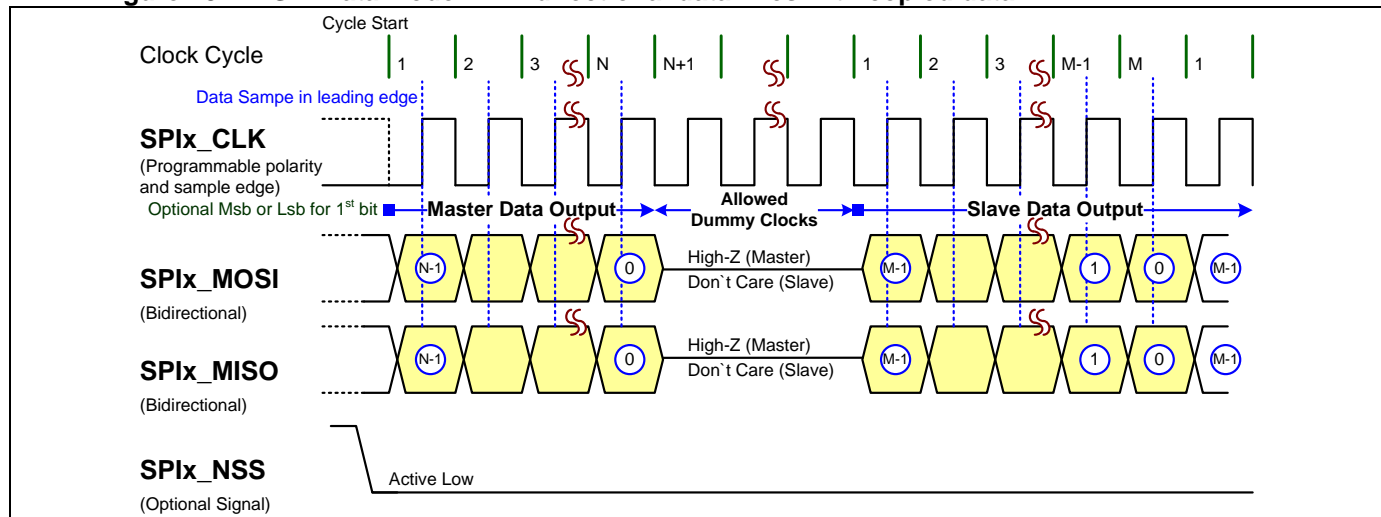 Cycle Start
Clock Cycle
1 2 3 N N+1 1 2 3 M-1 M 1
Data Sampe in leading edge
SPIx_CLK
(Programmable polarity
and sample edge)
Optional Msb or Lsb for 1st bit
Master Data Output
Allowed
Dummy Clocks
Slave Data Output
SPIx_MOSI
(Bidirectional)
N-1 0
High-Z (Master)
Don`t Care (Slave)
M-1 1 0 M-1
SPIx_MISO
(Bidirectional)
N-1 0
High-Z (Master)
Don`t Care (Slave)
M-1 1 0 M-1
SPIx_NSS
(Optional Signal)
Active Low